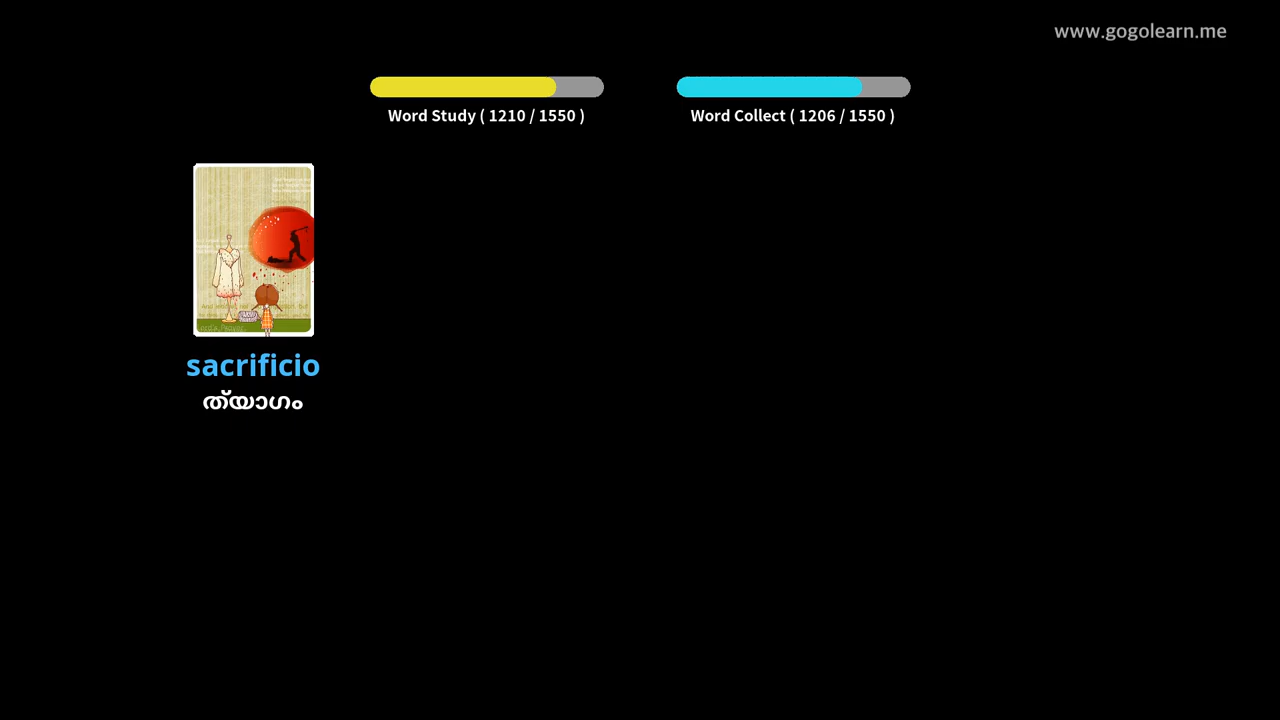 www.gogolearn.me
Word Study ( 1210 / 1550 )
Word Collect ( 1206 / 1550 )
sacrificio
ത്യാഗം